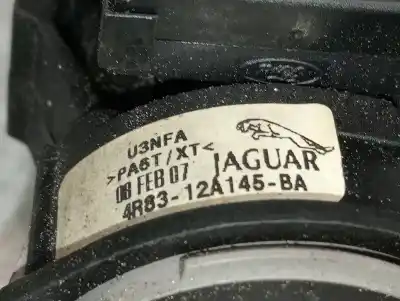 U3NFA
>PA6T/XT<
08 FEB 07 JAGUAR
4R83-12A145-BA